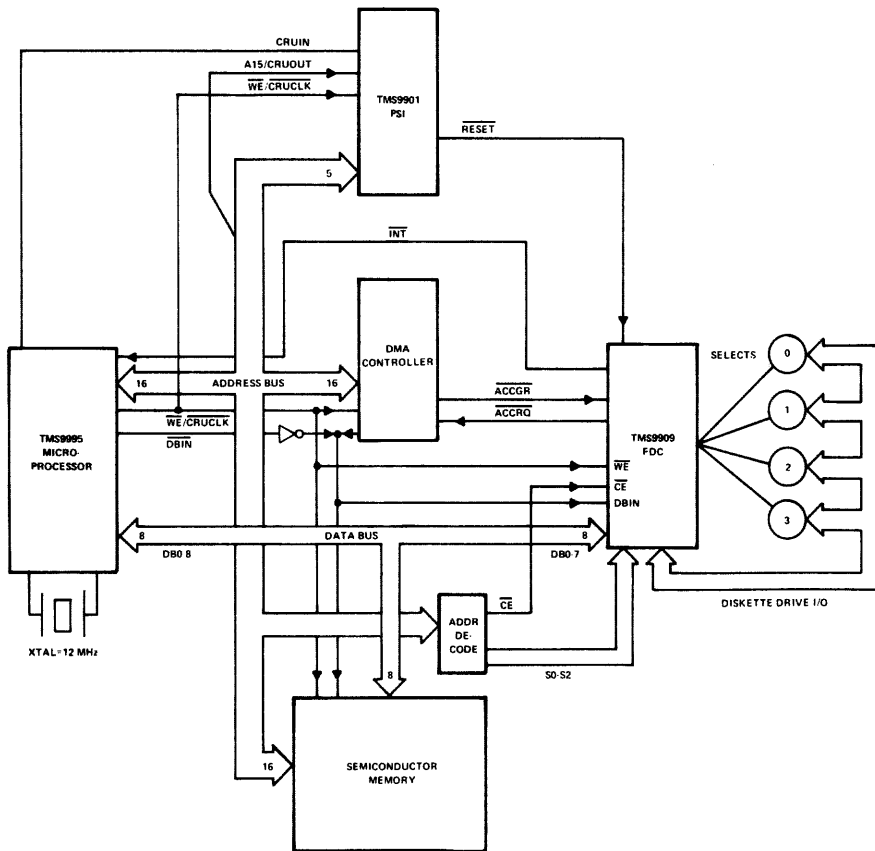 CRUIN
A15/CRUOUT
WE/CRUCLK
TMS9901
PSI
RESET
5
INT
DMA
CONTROLLER
SELECTS
0
16
ADDRESS BUS
16
ACCGR
1
WE/CRUCLK
ACCRQ
TMS9995
MICRO-
PROCESSOR
DBIN
TMS9909
FDC
2
WE
CE
DBIN
3
8
DATA BUS
8
DB0-8
DB0-7
CE
ADDR
DE-
CODE
DISKETTE DRIVE I/O
XTAL=12 MHz
8
S0-S2
16
SEMICONDUCTOR
MEMORY